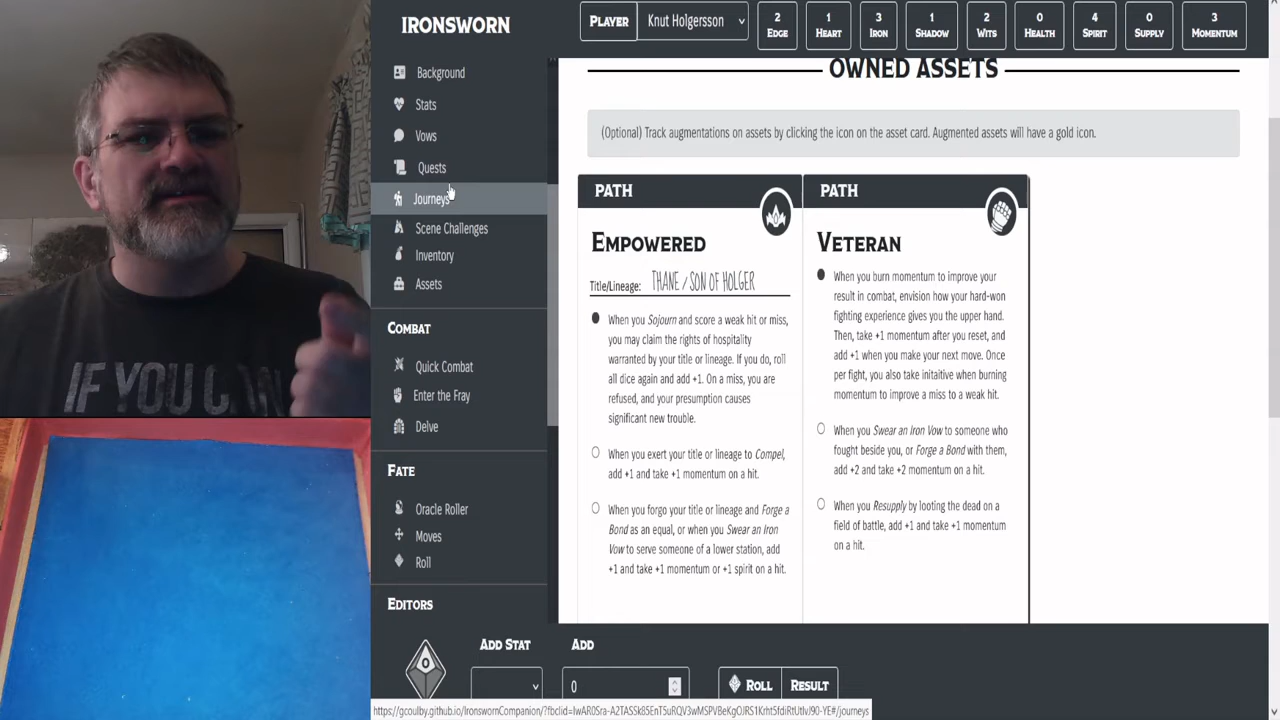 IRONSWORN
PLAYER
Knut Holgersson
2 EDGE
1 HEART
3 IRON
1 SHADOW
2 WITS
0 HEALTH
4 SPIRIT
0 SUPPLY
3 MOMENTUM
Background
Stats
Vows
Quests
Journeys
Scene Challenges
Inventory
Assets
COMBAT
Quick Combat
Enter the Fray
Delve
FATE
Oracle Roller
Moves
Roll
EDITORS
OWNED ASSETS
(Optional) Track augmentations on assets by clicking the icon on the asset card. Augmented assets will have a gold icon.
PATH
EMPOWERED
Title/Lineage: THANE / SON OF HOLGER
When you Sojourn and score a weak hit or miss,
you may claim the rights of hospitality
warranted by your title or lineage. If you do, roll
all dice again and add +1. On a miss, you are
refused, and your presumption causes
significant new trouble.
When you exert your title or lineage to Compel,
add +1 and take +1 momentum on a hit.
When you forgo your title or lineage and Forge a
Bond as an equal, or when you Swear an Iron
Vow to serve someone of a lower station, add
+1 and take +1 momentum or +1 spirit on a hit.
PATH
VETERAN
When you burn momentum to improve your
result in combat, envision how your hard-won
fighting experience gives you the upper hand.
Then, take +1 momentum after you reset, and
add +1 when you make your next move. Once
per fight, you also take initaitive when burning
momentum to improve a miss to a weak hit.
When you Swear an Iron Vow to someone who
fought beside you, or Forge a Bond with them,
add +2 and take +2 momentum on a hit.
When you Resupply by looting the dead on a
field of battle, add +1 and take +1 momentum
on a hit.
0
ADD STAT
ADD
0
ROLL
RESULT
IF YOU C